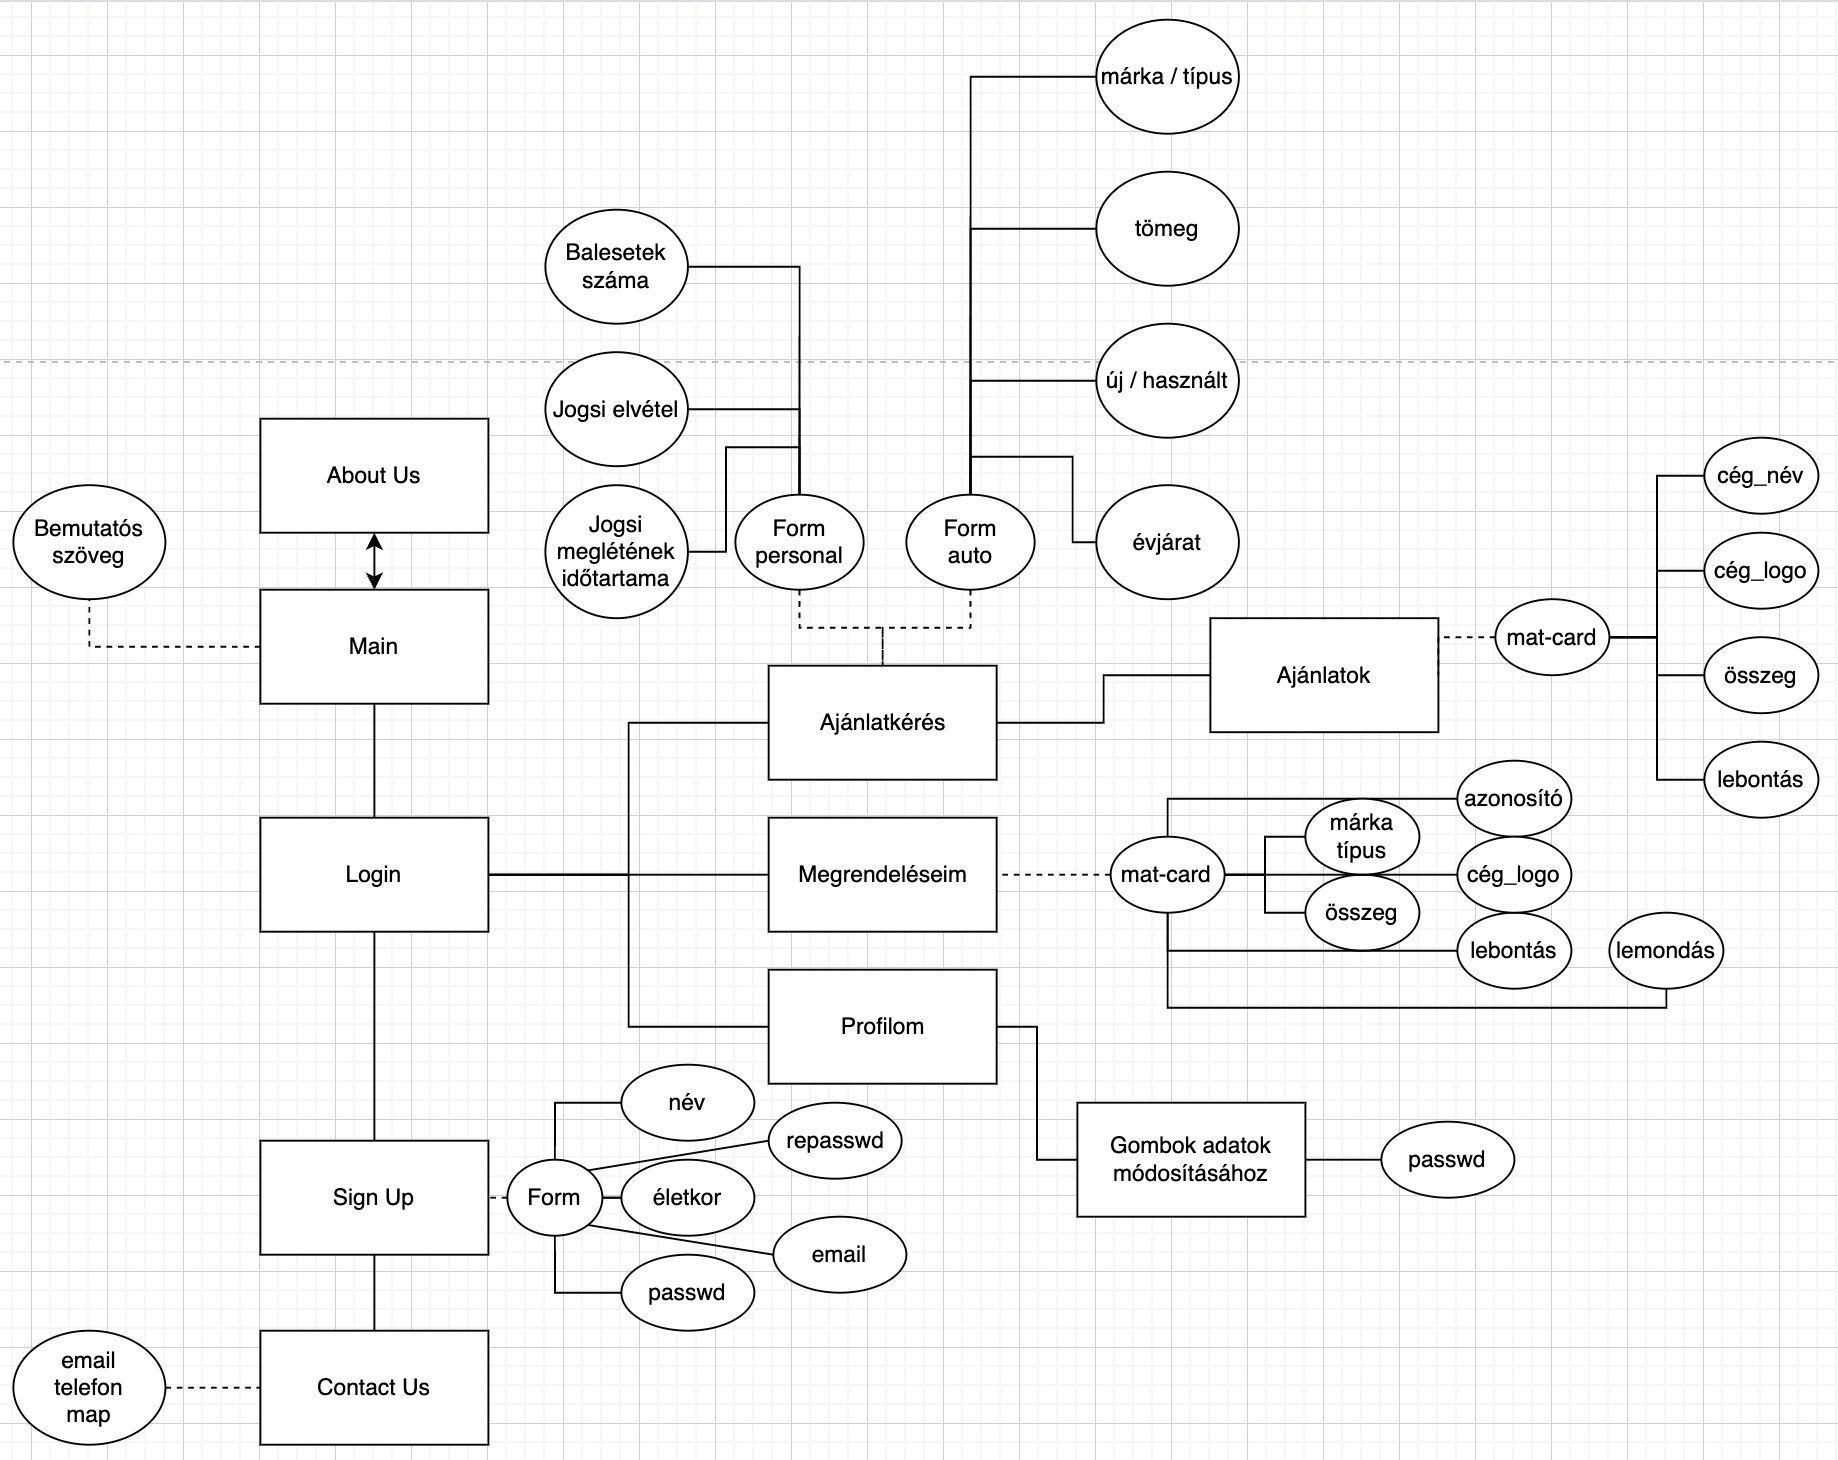 márka / típus
tömeg
Balesetek
száma
új / használt
Jogsi elvétel
About Us
cég_név
Bemutatós
szöveg
Jogsi
meglétének
időtartama
Form
personal
Form
auto
évjárat
cég_logo
Main
mat-card
Ajánlatok
összeg
Ajánlatkérés
lebontás
azonosító
márka
típus
Login
Megrendeléseim
mat-card
cég_logo
összeg
lebontás
lemondás
Profilom
név
repasswd
Gombok adatok
módosításához
passwd
Sign Up
Form
életkor
email
passwd
email
telefon
map
Contact Us